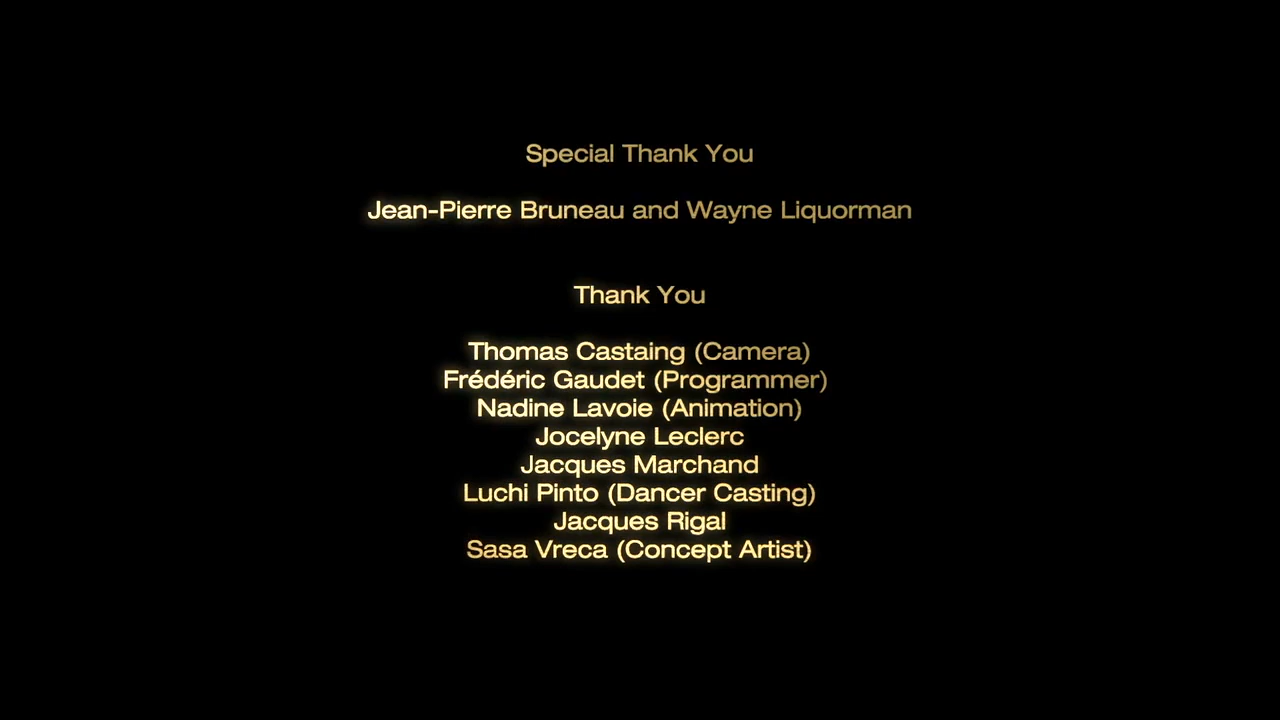 Special Thank You
Jean-Pierre Bruneau and Wayne Liquorman
Thank You
Thomas Castaing (Camera)
Frédéric Gaudet (Programmer)
Nadine Lavoie (Animation)
Jocelyne Leclerc
Jacques Marchand
Luchi Pinto (Dancer Casting)
Jacques Rigal
Sasa Vreca (Concept Artist)